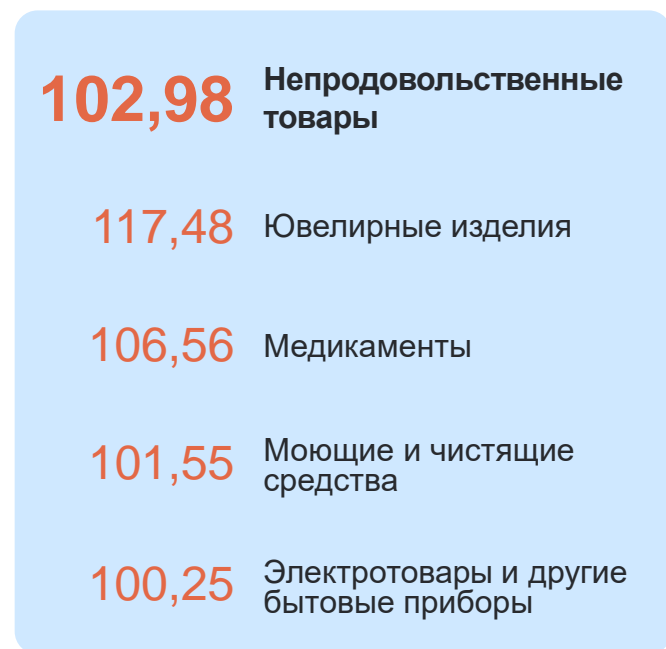 102,98 Непродовольственные
товары
117,48 Ювелирные изделия
106,56 Медикаменты
101,55 Моющие и чистящие
средства
100,25 Электротовары и другие
бытовые приборы